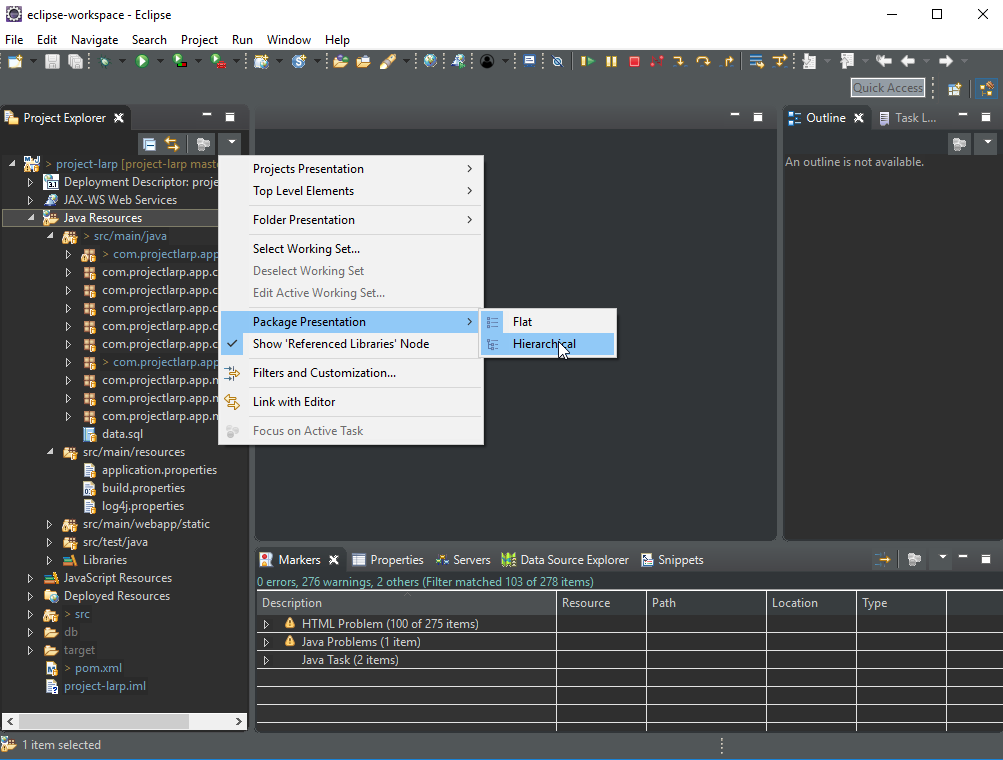 eclipse-workspace - Eclipse
File Edit Navigate Search Project Run Window Help
Quick Access
Project Explorer
Outline
Task L...
An outline is not available.
> project-larp [project-larp mast
Deployment Descriptor: proje
JAX-WS Web Services
Java Resources
> src/main/java
> com.projectlarp.app
com.projectlarp.app.c
com.projectlarp.app.c
com.projectlarp.app.c
com.projectlarp.app.c
com.projectlarp.app.c
> com.projectlarp.app
com.projectlarp.app.n
com.projectlarp.app.n
com.projectlarp.app.n
data.sql
src/main/resources
application.properties
build.properties
log4j.properties
src/main/webapp/static
src/test/java
Libraries
JavaScript Resources
Deployed Resources
> src
db
target
> pom.xml
project-larp.iml
Projects Presentation
Top Level Elements
Folder Presentation
Select Working Set...
Deselect Working Set
Edit Active Working Set...
Package Presentation
Show 'Referenced Libraries' Node
Filters and Customization...
Link with Editor
Focus on Active Task
Flat
Hierarchical
Markers Properties Servers Data Source Explorer Snippets
0 errors, 276 warnings, 2 others (Filter matched 103 of 278 items)
Description Resource Path Location Type
HTML Problem (100 of 275 items)
Java Problems (1 item)
Java Task (2 items)
1 item selected